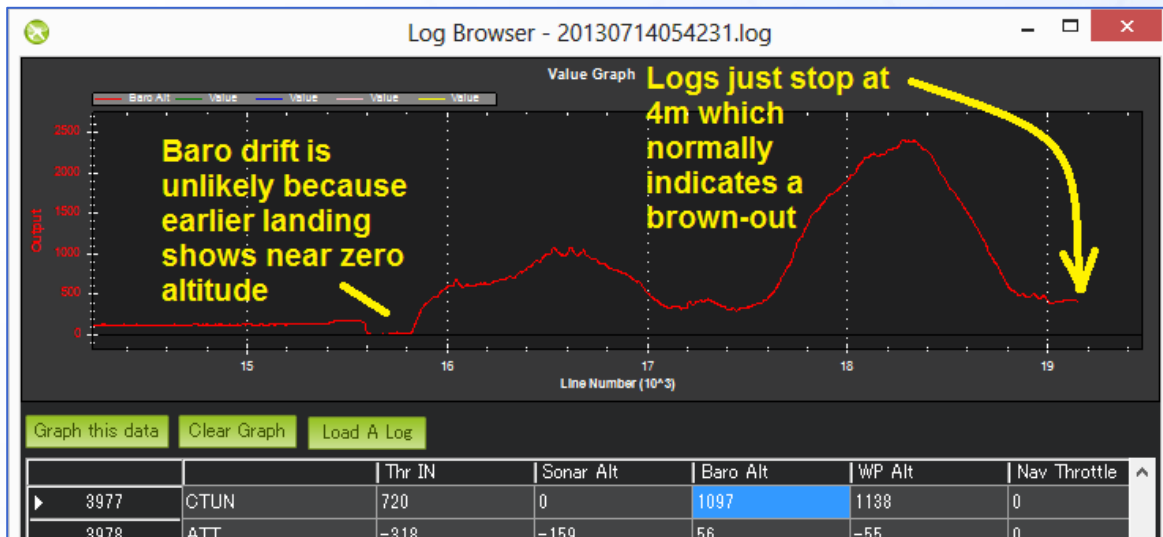 Log Browser - 20130714054231.log
Value Graph
Baro Alt Value Value Value Value
Logs just stop at
4m which
normally
indicates a
brown-out
Baro drift is
unlikely because
earlier landing
shows near zero
altitude
Output
2500
2000
1500
1000
500
0
15 16 17 18 19
Line Number (10^3)
Graph this data Clear Graph Load A Log
Thr IN Sonar Alt Baro Alt WP Alt Nav Throttle
3977 CTUN 720 0 1097 1138 0
3978 ATT -318 -159 56 -55 0